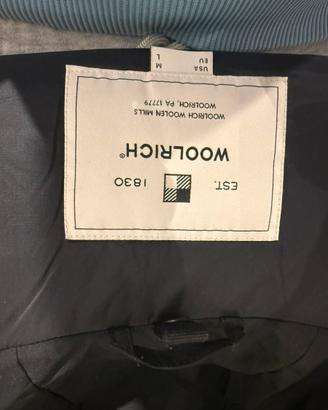 EST. 1830
WOOLRICH®
WOOLRICH WOOLEN MILLS
WOOLRICH, PA 17779
USA M
EU L